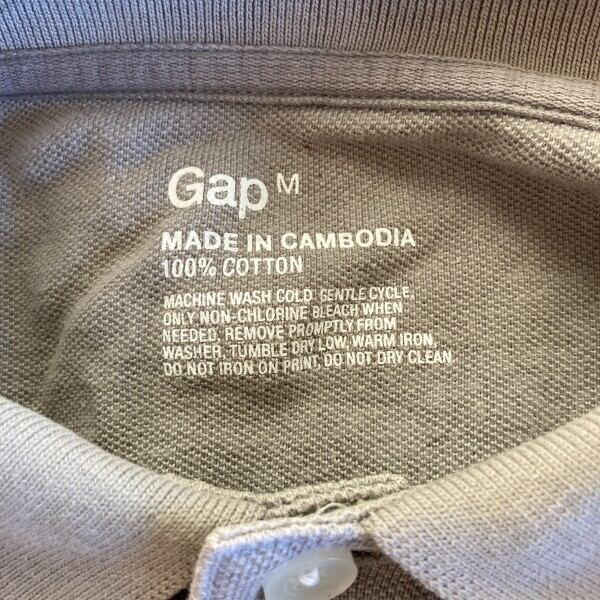 Gap M
MADE IN CAMBODIA
100% COTTON
MACHINE WASH COLD GENTLE CYCLE,
ONLY NON-CHLORINE BLEACH WHEN
NEEDED, REMOVE PROMPTLY FROM
WASHER, TUMBLE DRY LOW, WARM IRON,
DO NOT IRON ON PRINT, DO NOT DRY CLEAN